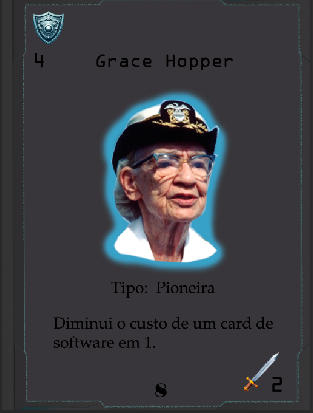 4
Grace Hopper
Tipo: Pioneira
Diminui o custo de um card de
software em 1.
8
2